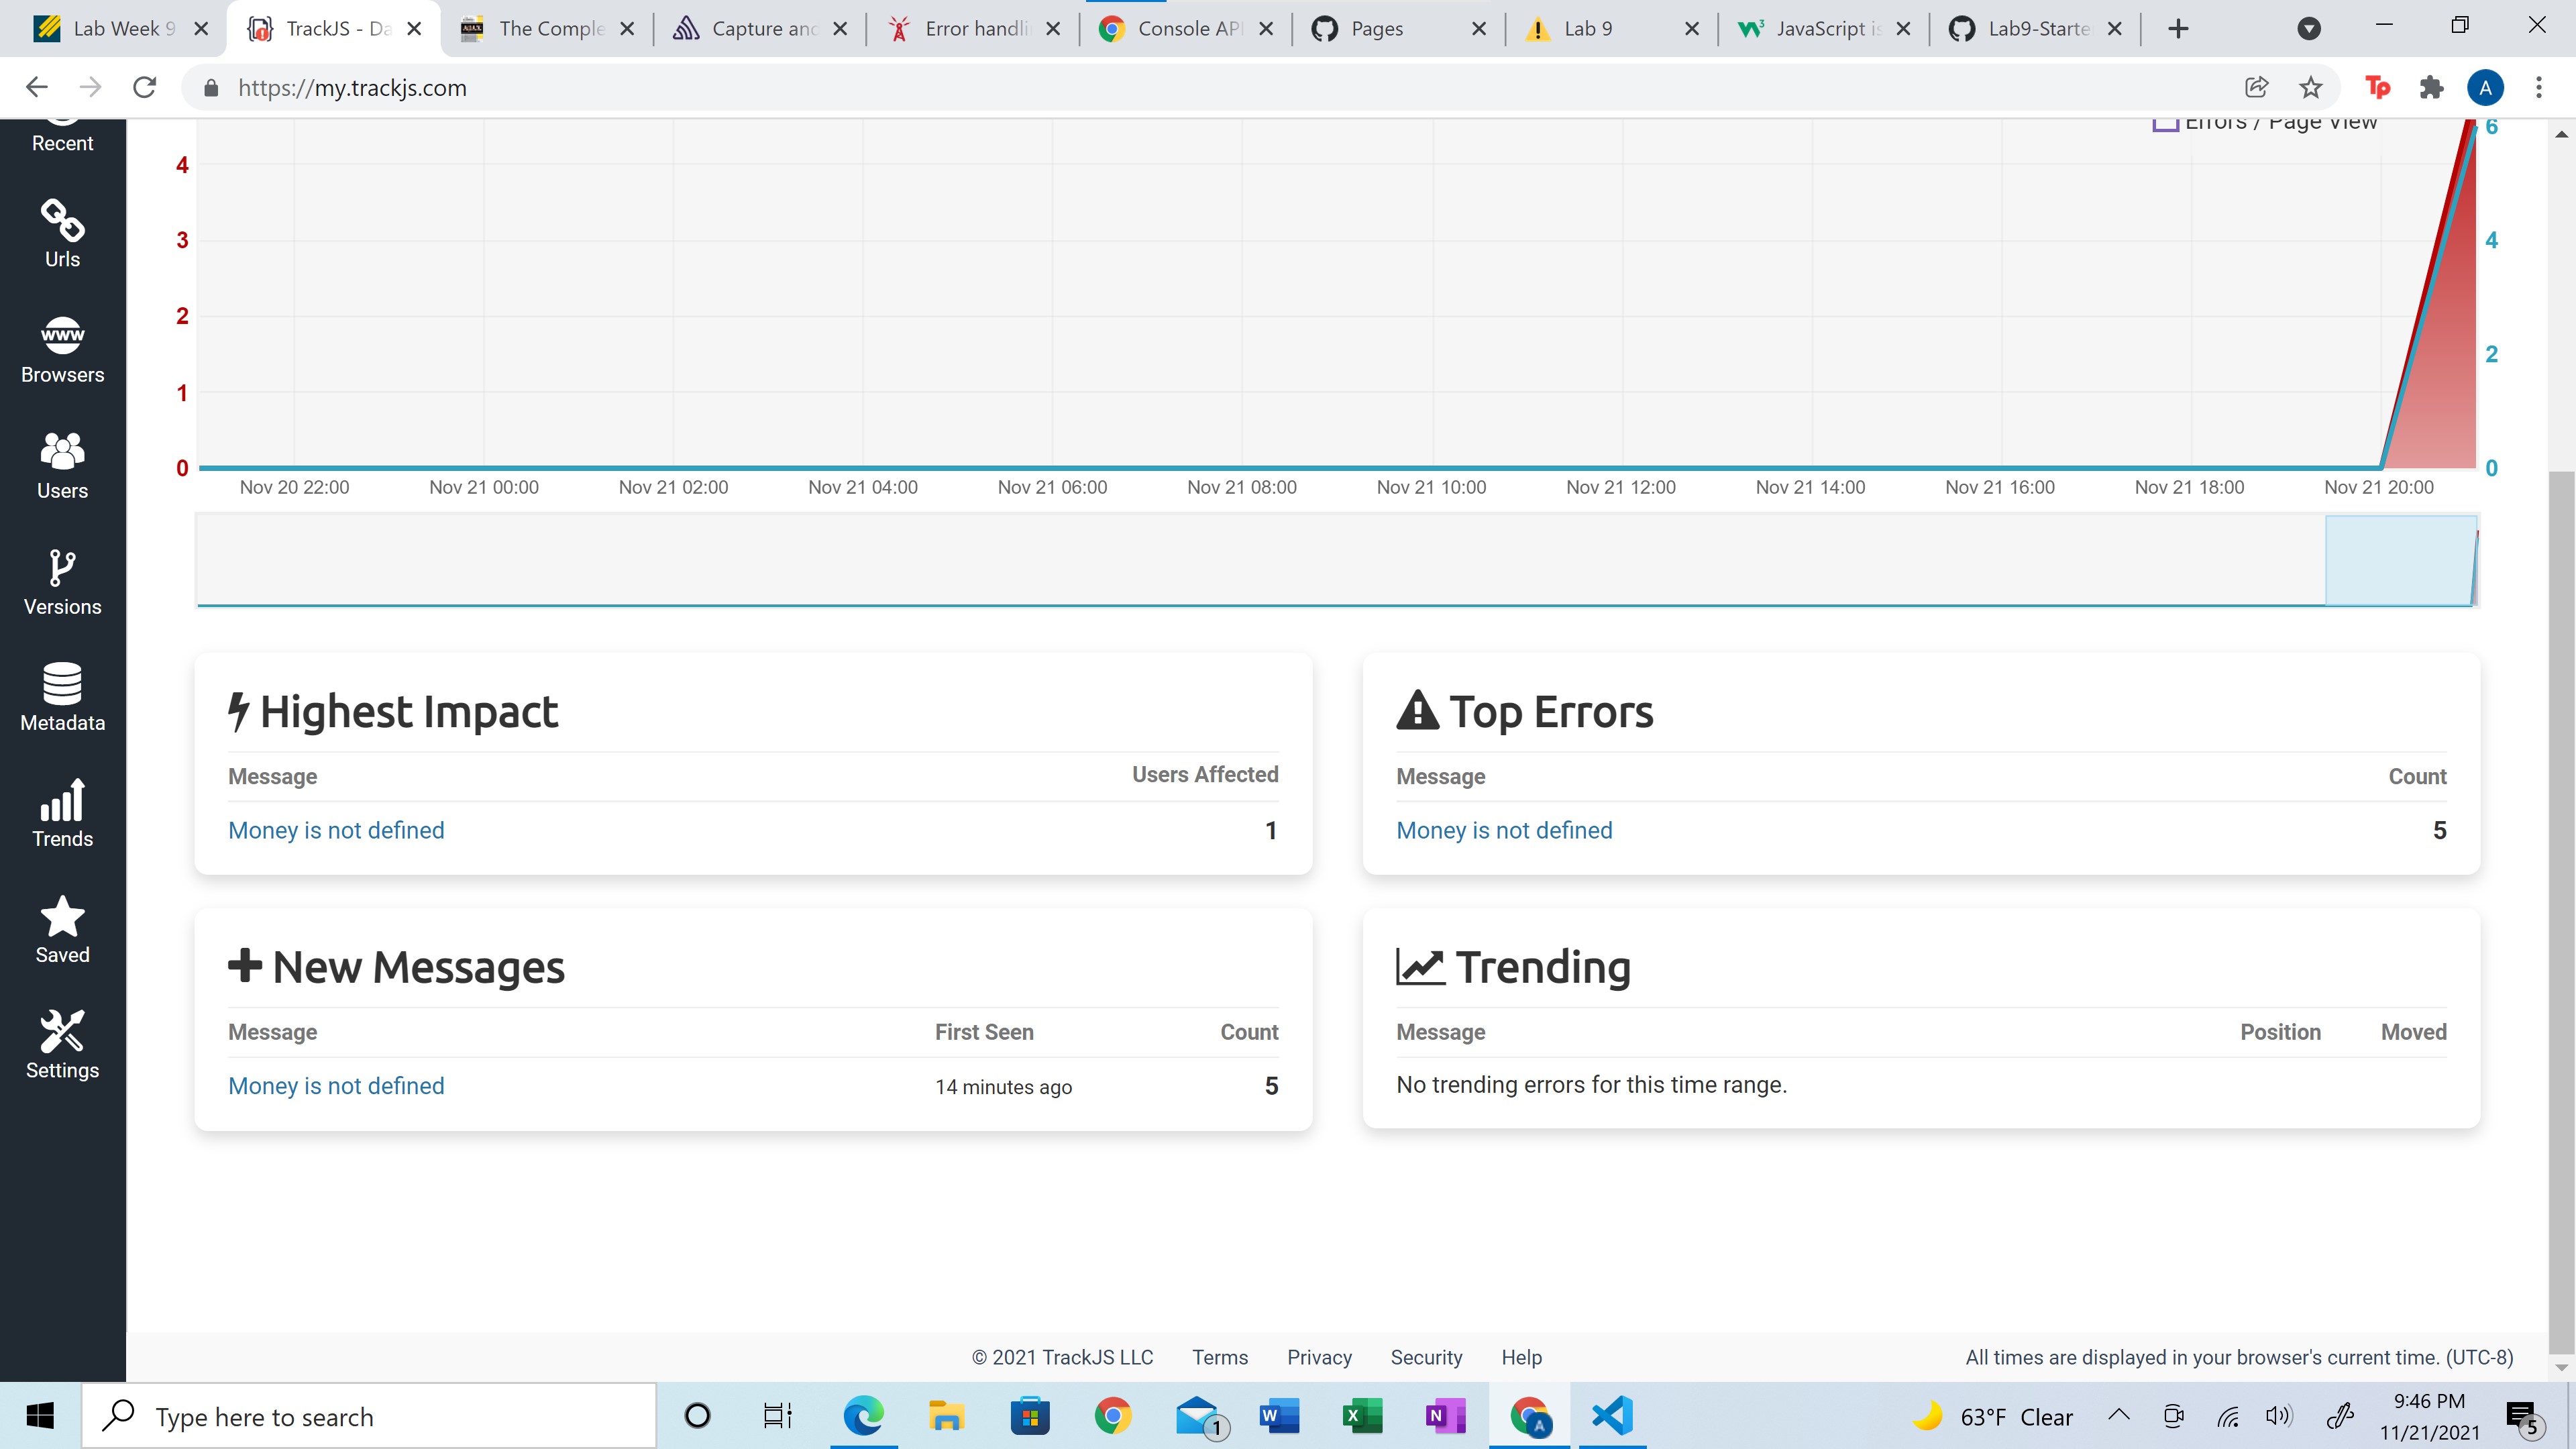 Lab Week 9
TrackJS - Da
The Comple
Capture and
Error handli
Console API
Pages
Lab 9
JavaScript is
Lab9-Starte
https://my.trackjs.com
Tp
A
Recent
Urls
www
Browsers
Users
Versions
Metadata
Trends
Saved
Settings
Errors / Page View
4
3
2
1
0
6
4
2
0
Nov 20 22:00 Nov 21 00:00 Nov 21 02:00 Nov 21 04:00 Nov 21 06:00 Nov 21 08:00 Nov 21 10:00 Nov 21 12:00 Nov 21 14:00 Nov 21 16:00 Nov 21 18:00 Nov 21 20:00
Highest Impact
Message Users Affected
Money is not defined 1
Top Errors
Message Count
Money is not defined 5
New Messages
Message First Seen Count
Money is not defined 14 minutes ago 5
Trending
Message Position Moved
No trending errors for this time range.
© 2021 TrackJS LLC Terms Privacy Security Help
All times are displayed in your browser's current time. (UTC-8)
Type here to search
1
W
X
N
A
63°F Clear
9:46 PM
11/21/2021
5